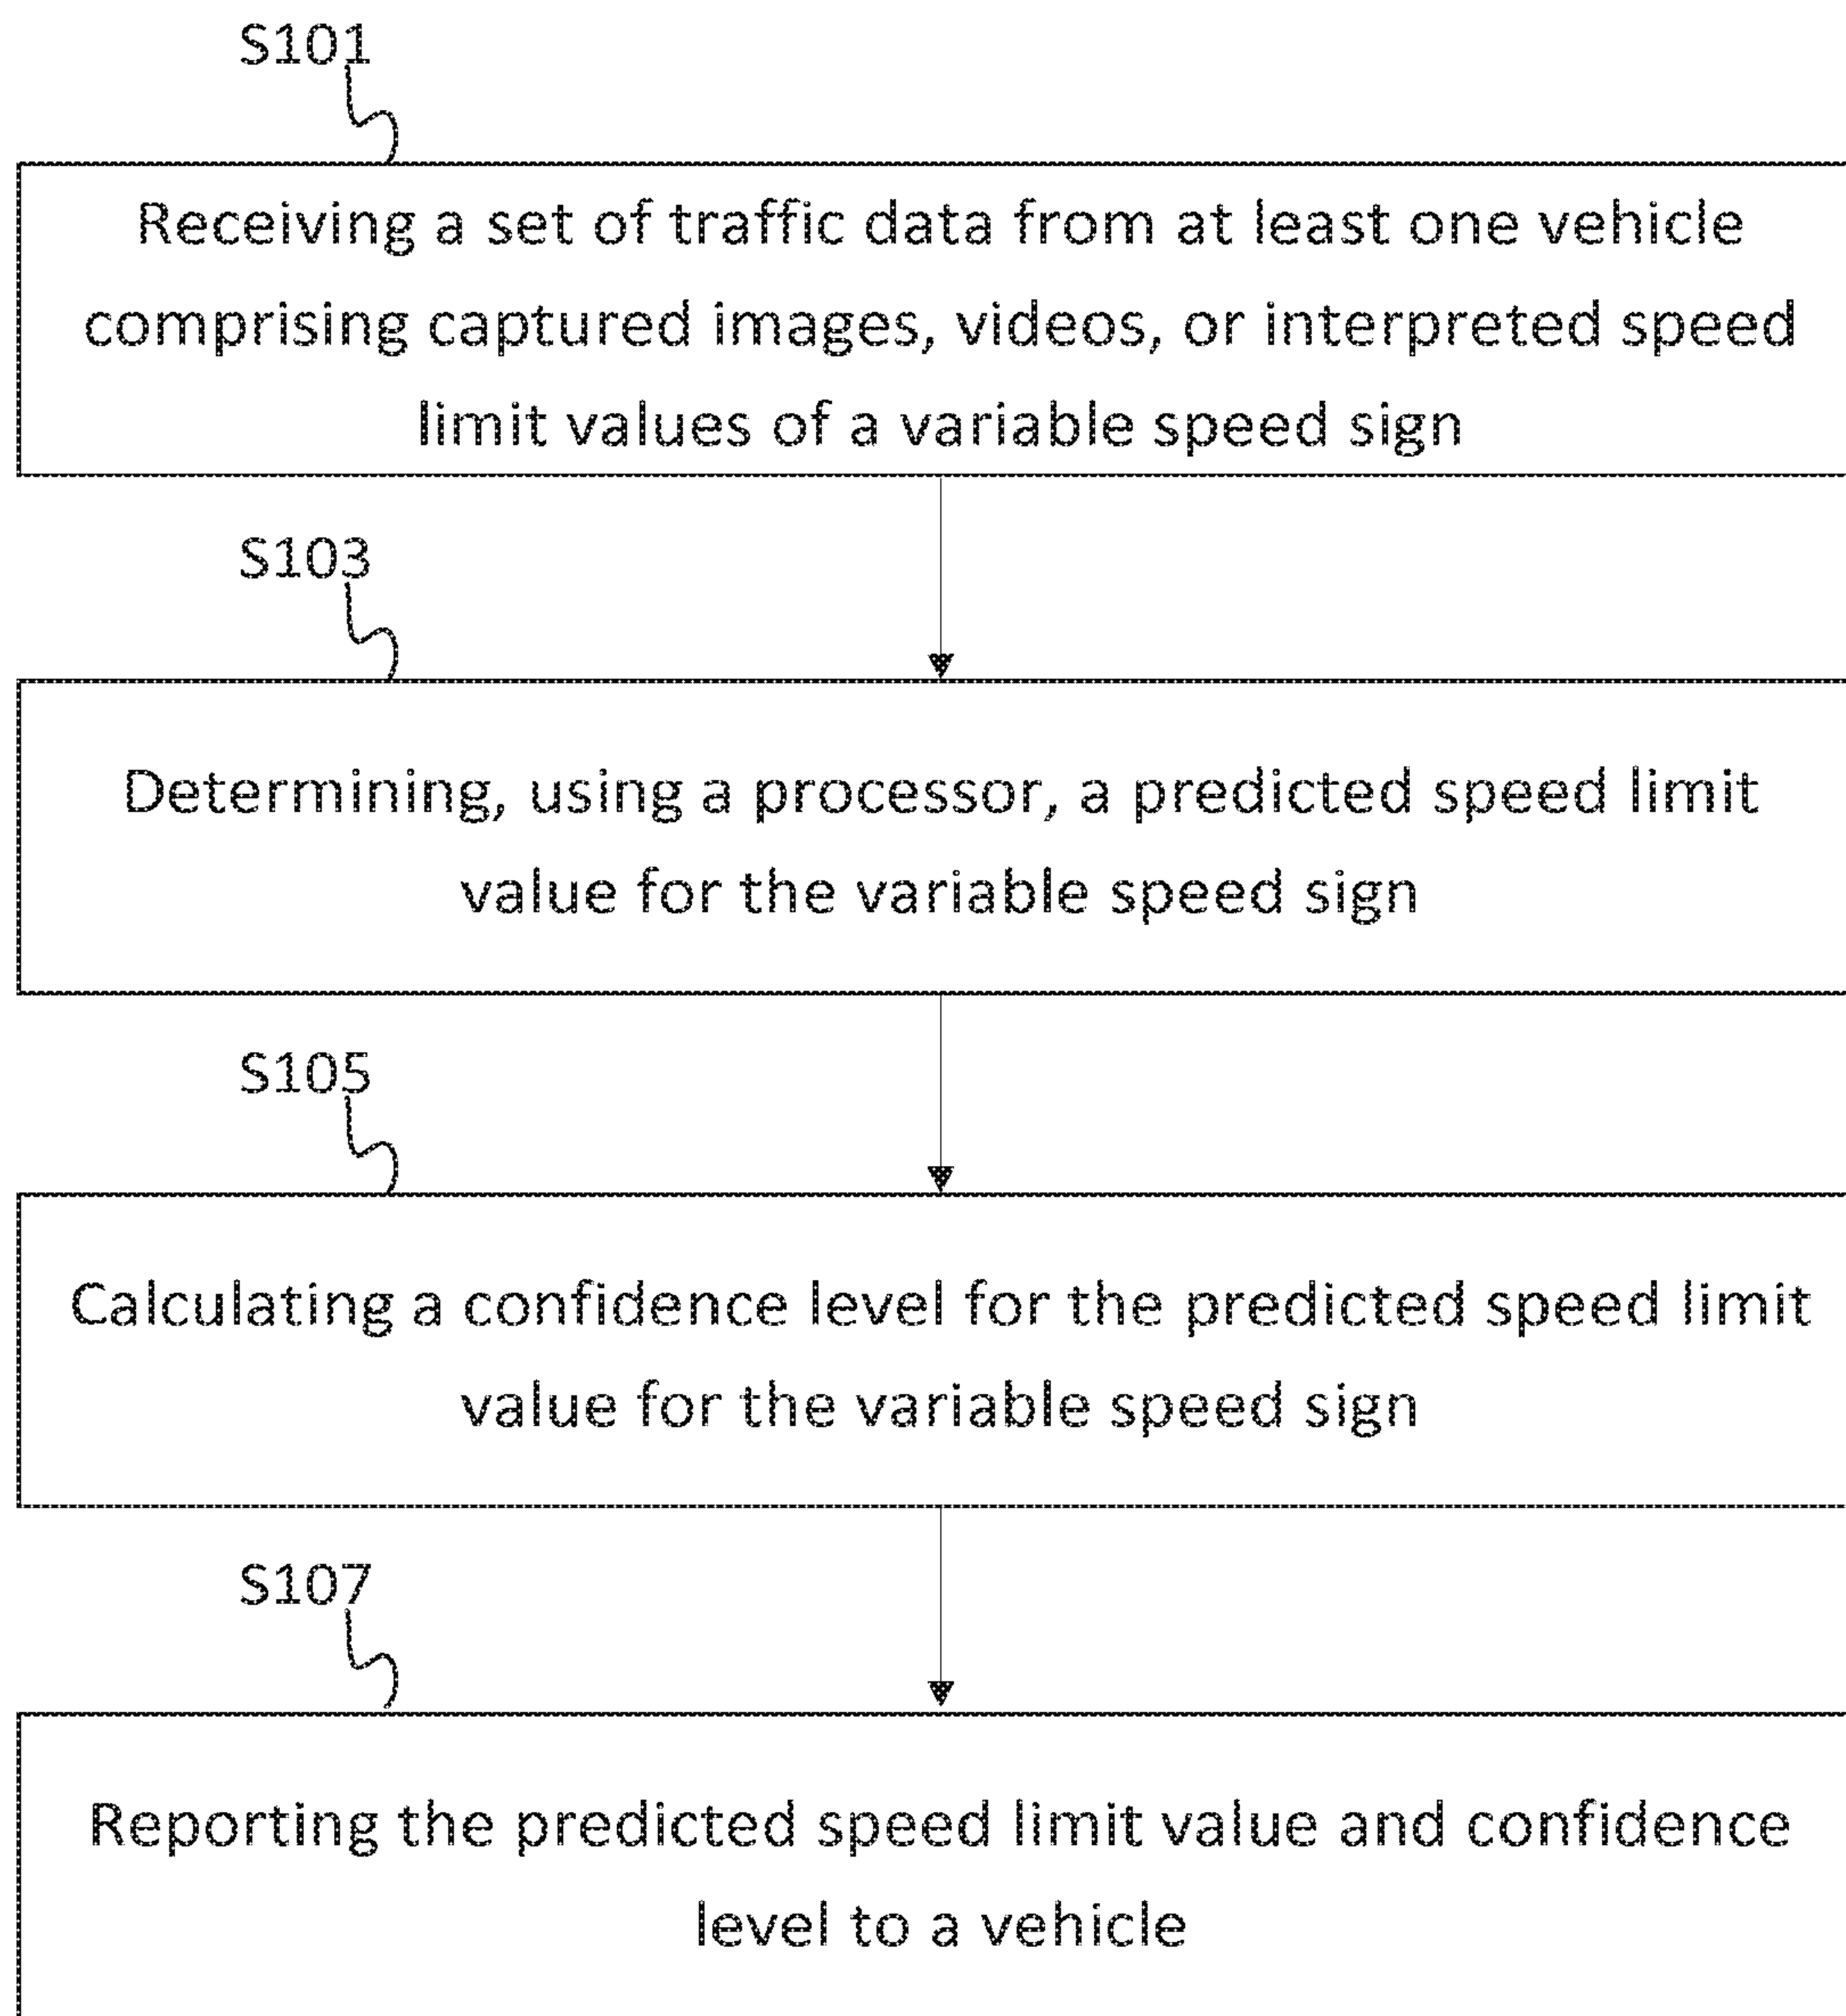 S101
Receiving a set of traffic data from at least one vehicle
comprising captured images, videos, or interpreted speed
limit values of a variable speed sign
S103
Determining, using a processor, a predicted speed limit
value for the variable speed sign
S105
Calculating a confidence level for the predicted speed limit
value for the variable speed sign
S107
Reporting the predicted speed limit value and confidence
level to a vehicle